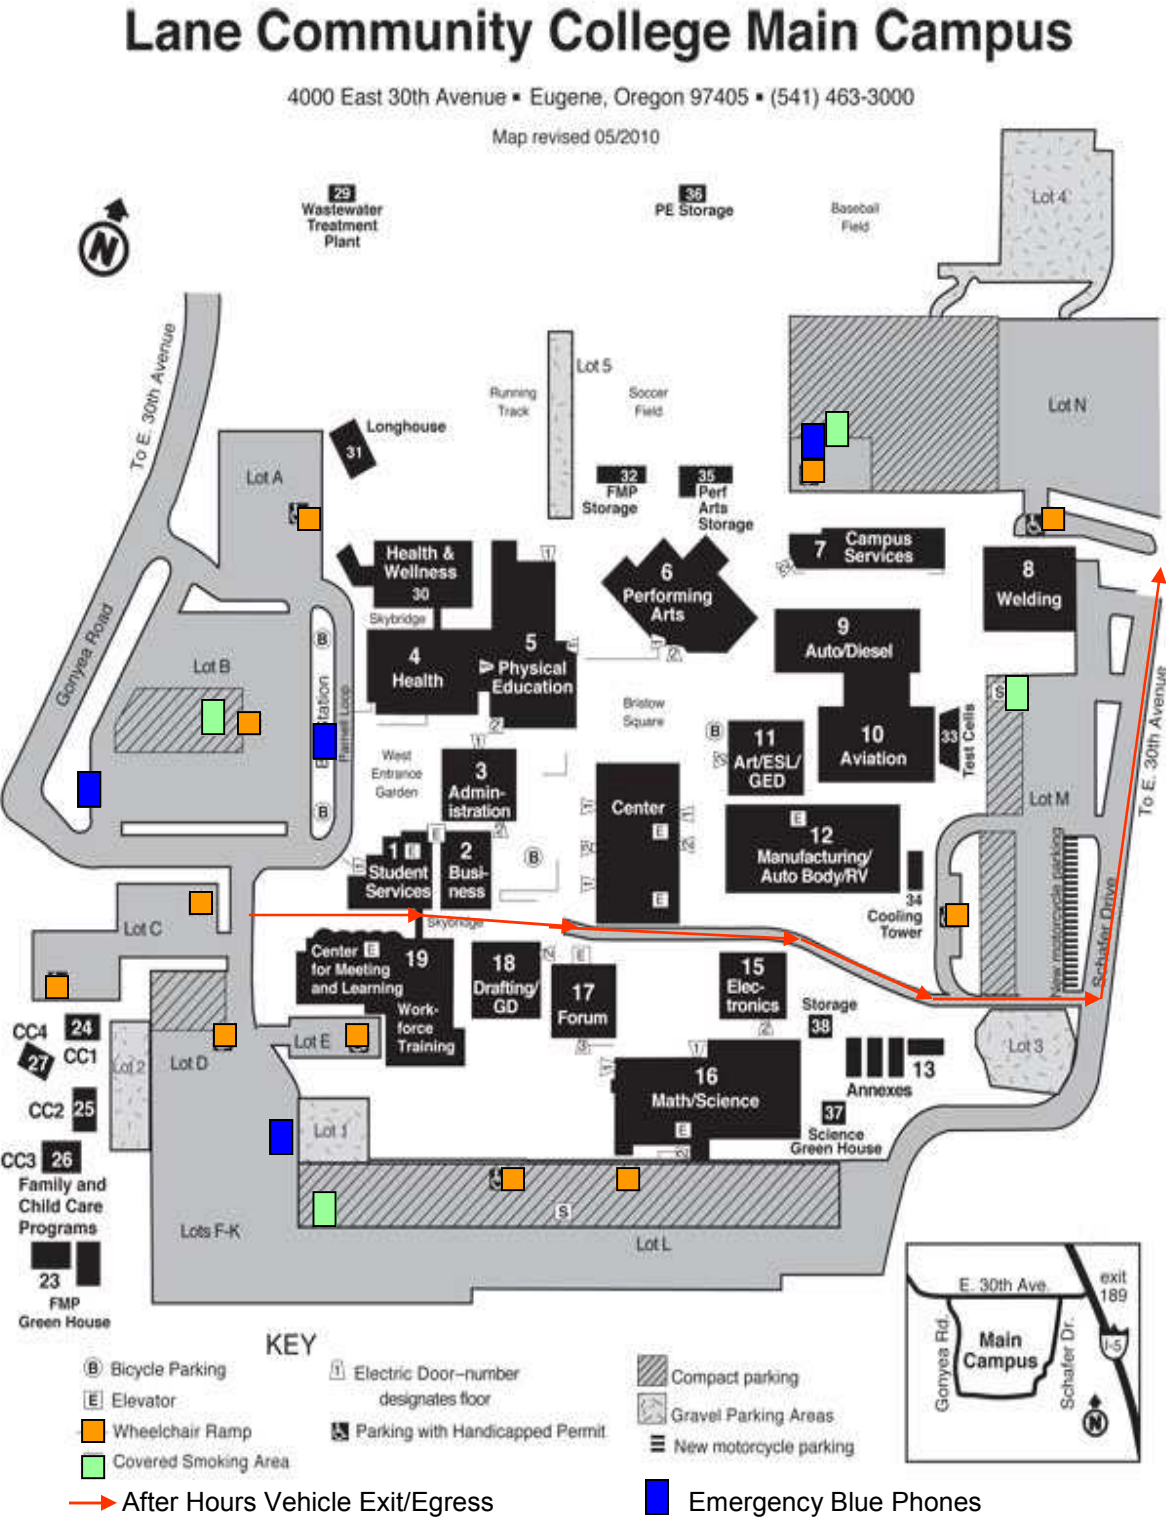 Lane Community College Main Campus
4000 East 30th Avenue ▪ Eugene, Oregon 97405 ▪ (541) 463-3000
Map revised 05/2010
29
Wastewater
Treatment
Plant
36
PE Storage
Baseball
Field
Lot 4
N
To E. 30th Avenue
Lot 5
Running
Track
Soccer
Field
Lot N
Longhouse
31
Lot A
32
FMP
Storage
35
Perf
Arts
Storage
7
Campus
Services
Health &
Wellness
30
Skybridge
6
Performing
Arts
8
Welding
9
Auto/Diesel
4
Health
5
Physical
Education
Gonyea Road
Lot B
B
tation
Parnell Loop
B
Bristow
Square
S
West
Entrance
Garden
3
Admin-
istration
B
11
Art/ESL/
GED
10
Aviation
33
Test Cells
To E. 30th Avenue
Center
E
E
Lot M
E
12
Manufacturing/
Auto Body/RV
1
E
Student
Services
E
2
Busi-
ness
B
34
Cooling
Tower
New motorcycle parking
Schafer Drive
Lot C
Skybridge
Center
E
for Meeting
and Learning
19
Work-
force
Training
18
Drafting/
GD
E
17
Forum
15
Elec-
tronics
Storage
38
CC4
24
CC1
27
Lot 2
Lot D
Lot E
Lot 3
13
Annexes
CC2
25
16
Math/Science
E
37
Science
Green House
CC3
26
Family and
Child Care
Programs
Lot 1
Lots F-K
S
Lot L
23
FMP
Green House
E. 30th Ave.
exit
189
Gonyea Rd.
Main
Campus
Schafer Dr.
I-5
N
KEY
B Bicycle Parking
E Elevator
Wheelchair Ramp
Covered Smoking Area
1 Electric Door–number
designates floor
Parking with Handicapped Permit
Compact parking
Gravel Parking Areas
New motorcycle parking
After Hours Vehicle Exit/Egress
Emergency Blue Phones